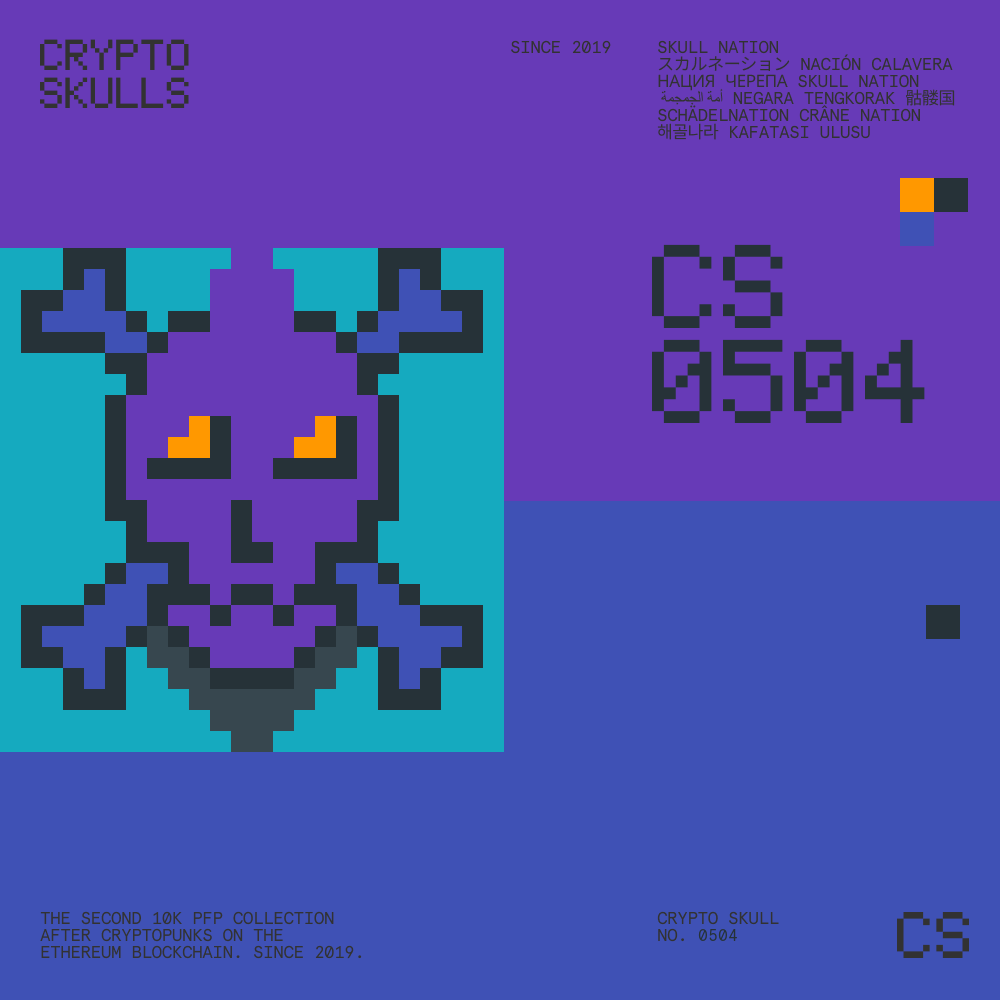 CRYPTO
SKULLS
SINCE 2019
SKULL NATION
スカルネーション NACIÓN CALAVERA
НАЦИЯ ЧЕРЕПА SKULL NATION
أمة الجمجمة NEGARA TENGKORAK 骷髅国
SCHÄDELNATION CRÂNE NATION
해골나라 KAFATASI ULUSU
CS
0504
THE SECOND 10K PFP COLLECTION
AFTER CRYPTOPUNKS ON THE
ETHEREUM BLOCKCHAIN. SINCE 2019.
CRYPTO SKULL
NO. 0504
CS